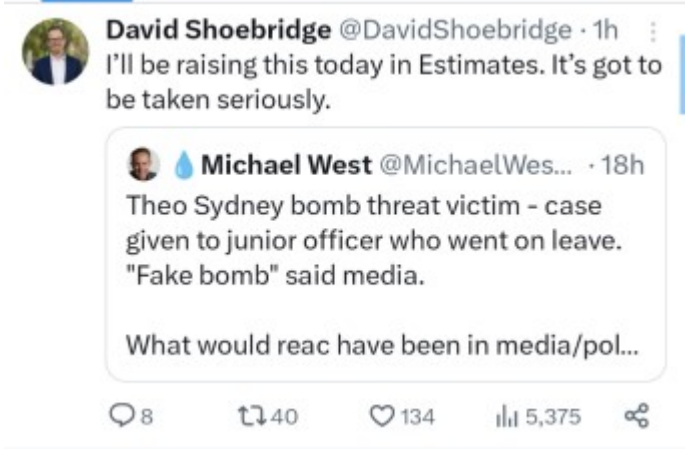 David Shoebridge @DavidShoebridge · 1h
I'll be raising this today in Estimates. It's got to
be taken seriously.
Michael West @MichaelWes... · 18h
Theo Sydney bomb threat victim - case
given to junior officer who went on leave.
"Fake bomb" said media.
What would reac have been in media/pol...
8 40 134 5,375